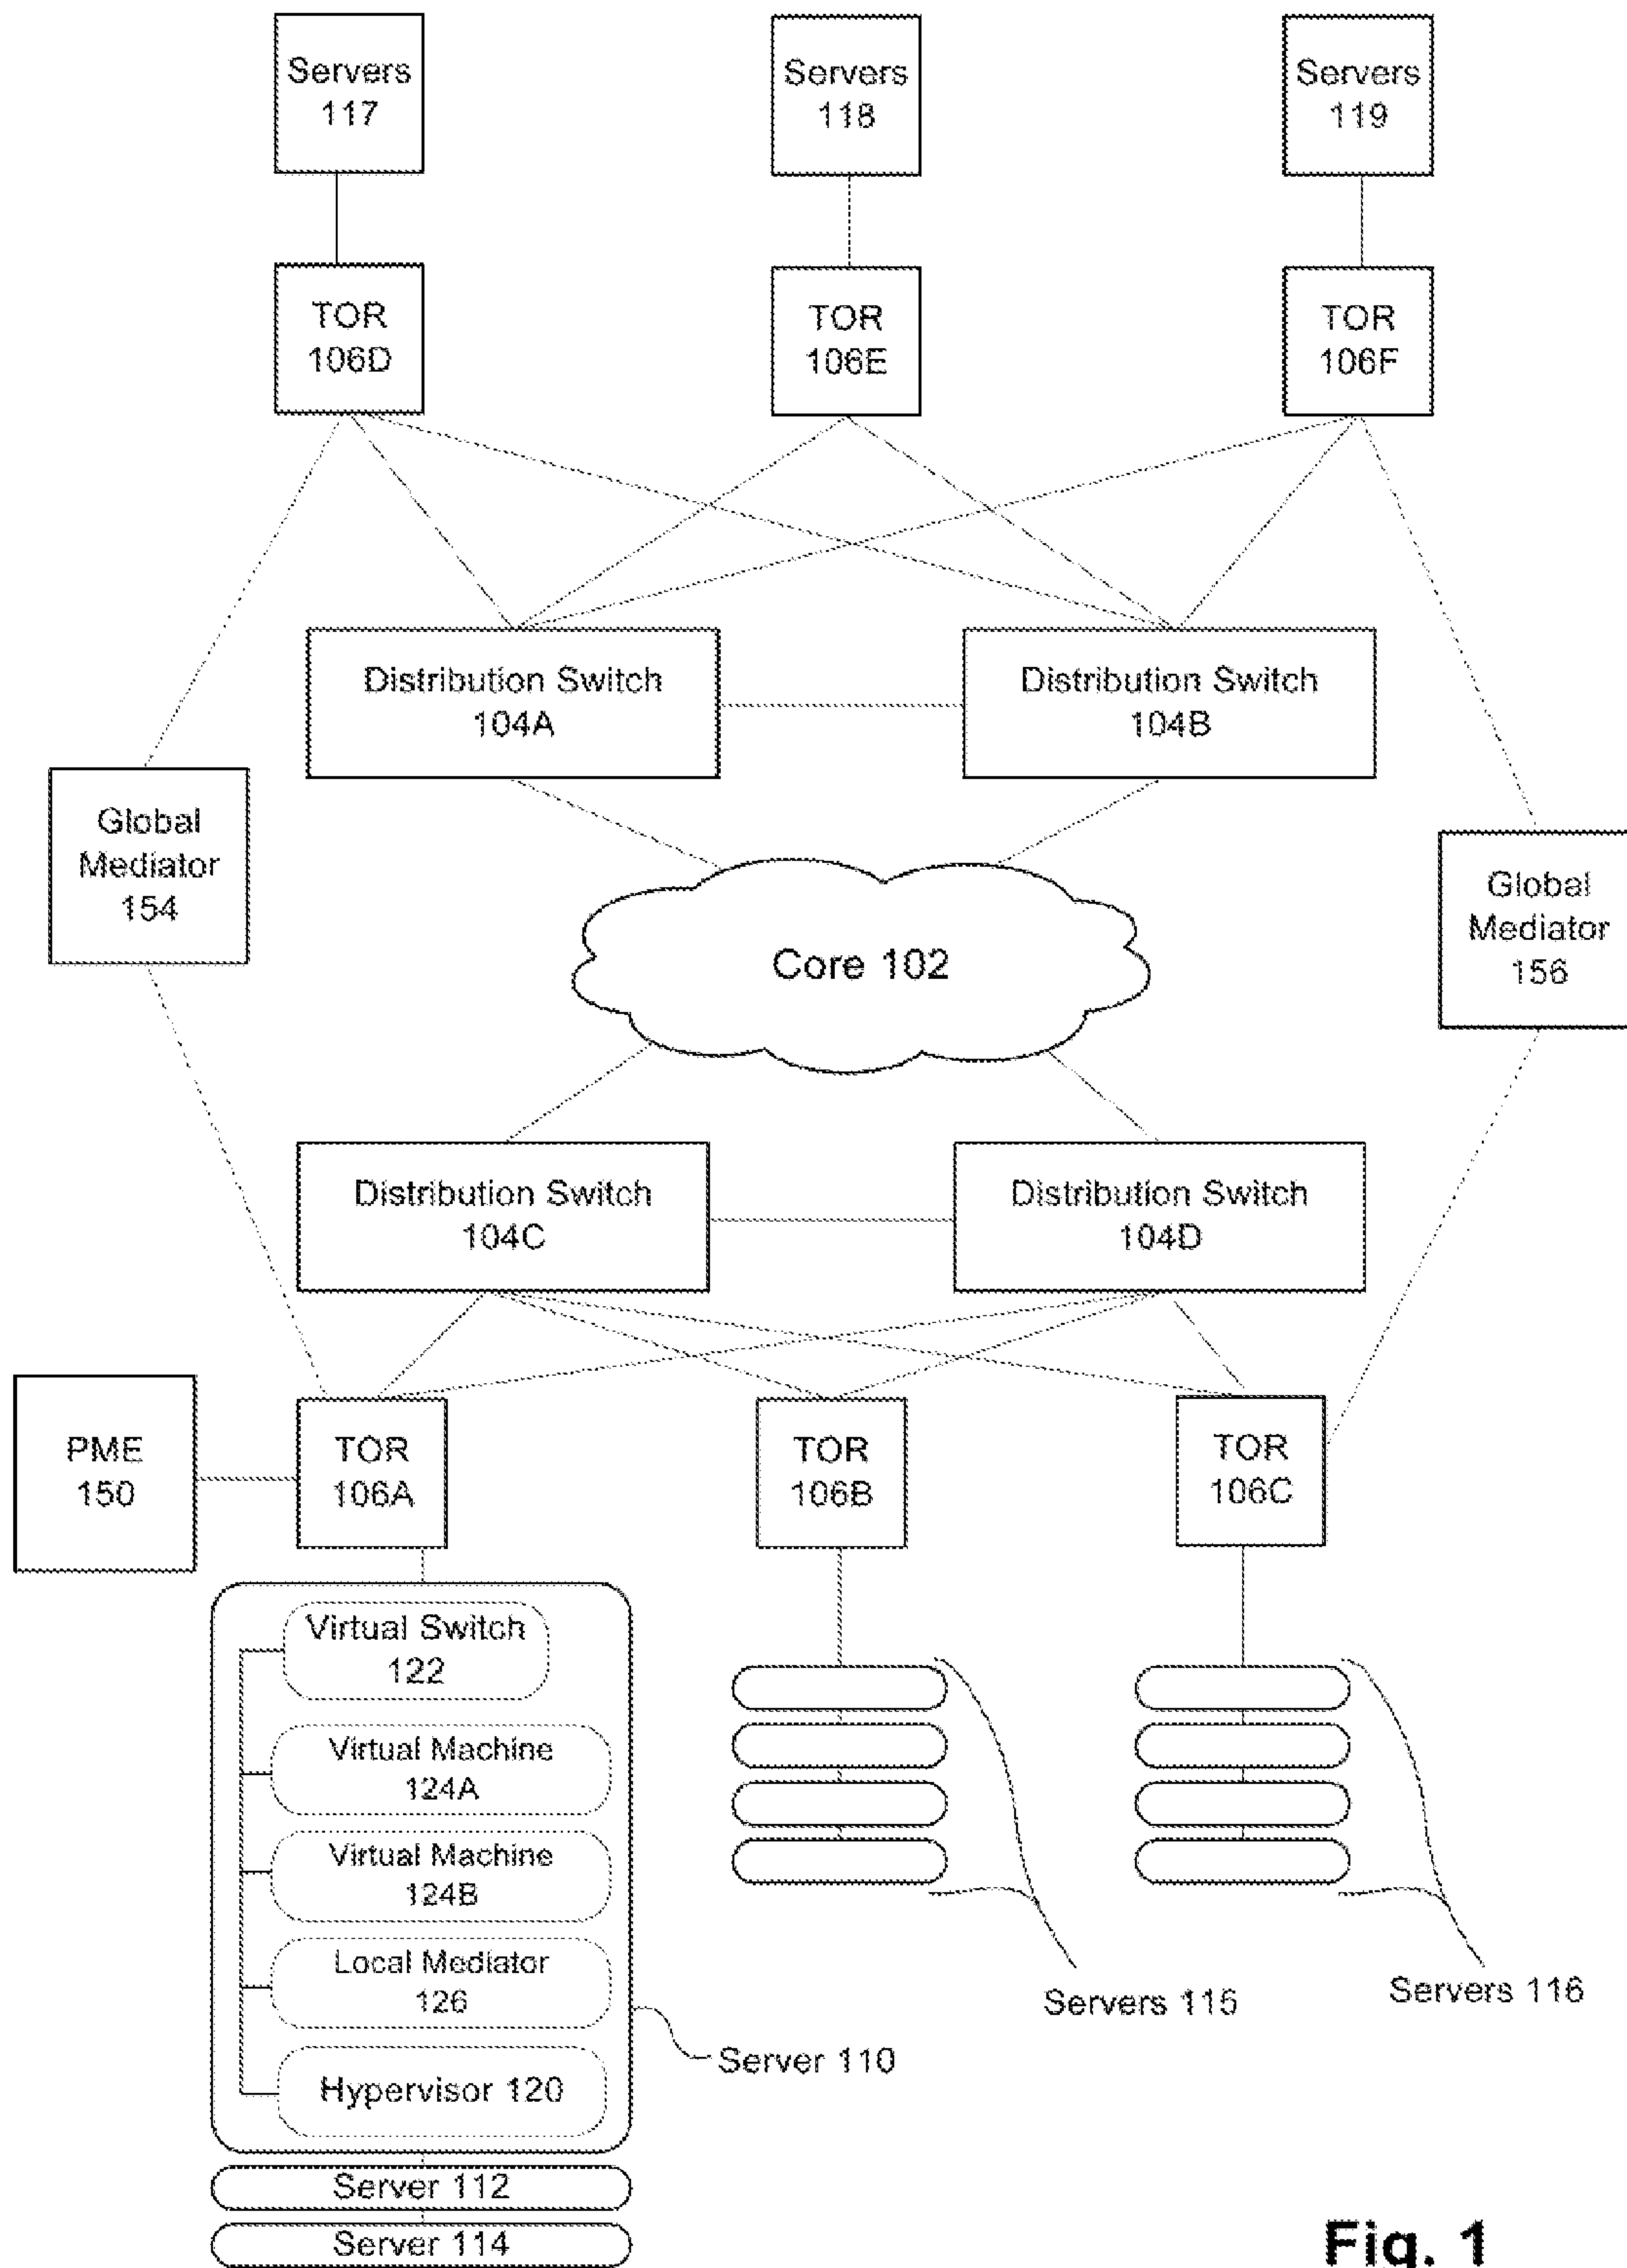 Servers
117
Servers
118
Servers
119
TOR
106D
TOR
106E
TOR
106F
Distribution Switch
104A
Distribution Switch
104B
Global
Mediator
154
Core 102
Global
Mediator
156
Distribution Switch
104C
Distribution Switch
104D
PME
150
TOR
106A
TOR
106B
TOR
106C
Virtual Switch
122
Virtual Machine
124A
Virtual Machine
124B
Local Mediator
126
Hypervisor 120
Server 110
Servers 115
Servers 116
Server 112
Server 114
Fig. 1